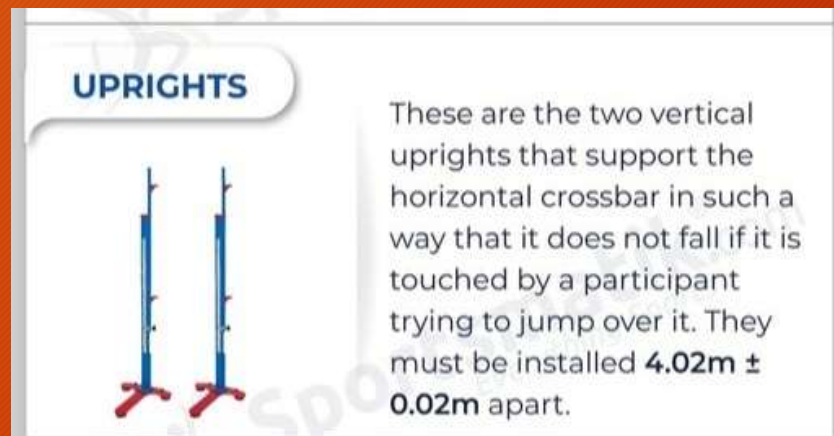 UPRIGHTS
These are the two vertical
uprights that support the
horizontal crossbar in such a
way that it does not fall if it is
touched by a participant
trying to jump over it. They
must be installed 4.02m ±
0.02m apart.